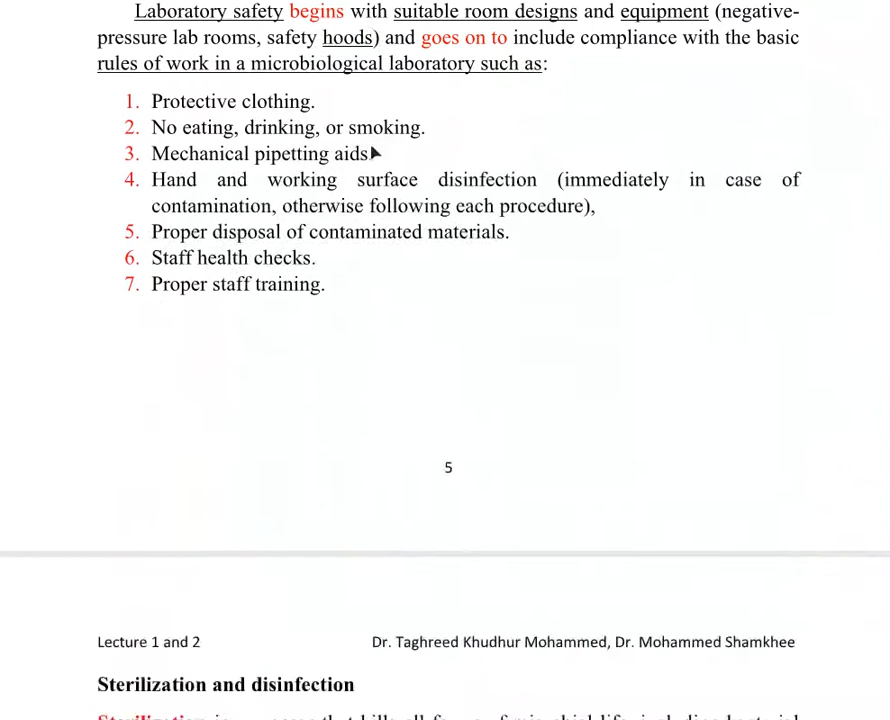 Laboratory safety begins with suitable room designs and equipment (negative-
pressure lab rooms, safety hoods) and goes on to include compliance with the basic
rules of work in a microbiological laboratory such as:
1. Protective clothing.
2. No eating, drinking, or smoking.
3. Mechanical pipetting aids
4. Hand and working surface disinfection (immediately in case of
contamination, otherwise following each procedure),
5. Proper disposal of contaminated materials.
6. Staff health checks.
7. Proper staff training.
5
Lecture 1 and 2 Dr. Taghreed Khudhur Mohammed, Dr. Mohammed Shamkhee
Sterilization and disinfection